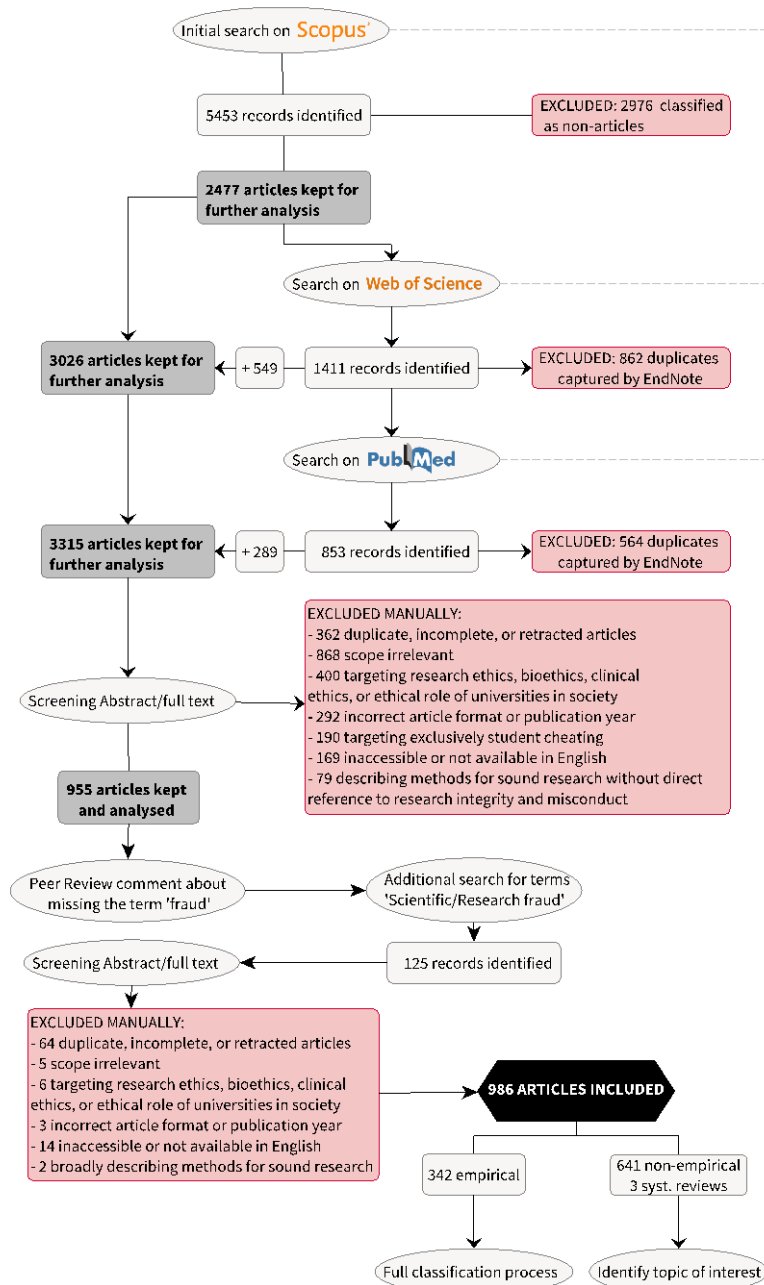 Initial search on Scopus®
5453 records identified
EXCLUDED: 2976 classified
as non-articles
2477 articles kept for
further analysis
Search on Web of Science
3026 articles kept for
further analysis
+ 549
1411 records identified
EXCLUDED: 862 duplicates
captured by EndNote
Search on PubMed
3315 articles kept for
further analysis
+ 289
853 records identified
EXCLUDED: 564 duplicates
captured by EndNote
EXCLUDED MANUALLY:
- 362 duplicate, incomplete, or retracted articles
- 868 scope irrelevant
- 400 targeting research ethics, bioethics, clinical
ethics, or ethical role of universities in society
- 292 incorrect article format or publication year
- 190 targeting exclusively student cheating
- 169 inaccessible or not available in English
- 79 describing methods for sound research without direct
reference to research integrity and misconduct
Screening Abstract/full text
955 articles kept
and analysed
Peer Review comment about
missing the term 'fraud'
Additional search for terms
'Scientific/Research fraud'
Screening Abstract/full text
125 records identified
EXCLUDED MANUALLY:
- 64 duplicate, incomplete, or retracted articles
- 5 scope irrelevant
- 6 targeting research ethics, bioethics, clinical
ethics, or ethical role of universities in society
- 3 incorrect article format or publication year
- 14 inaccessible or not available in English
- 2 broadly describing methods for sound research
986 ARTICLES INCLUDED
342 empirical
641 non-empirical
3 syst. reviews
Full classification process
Identify topic of interest